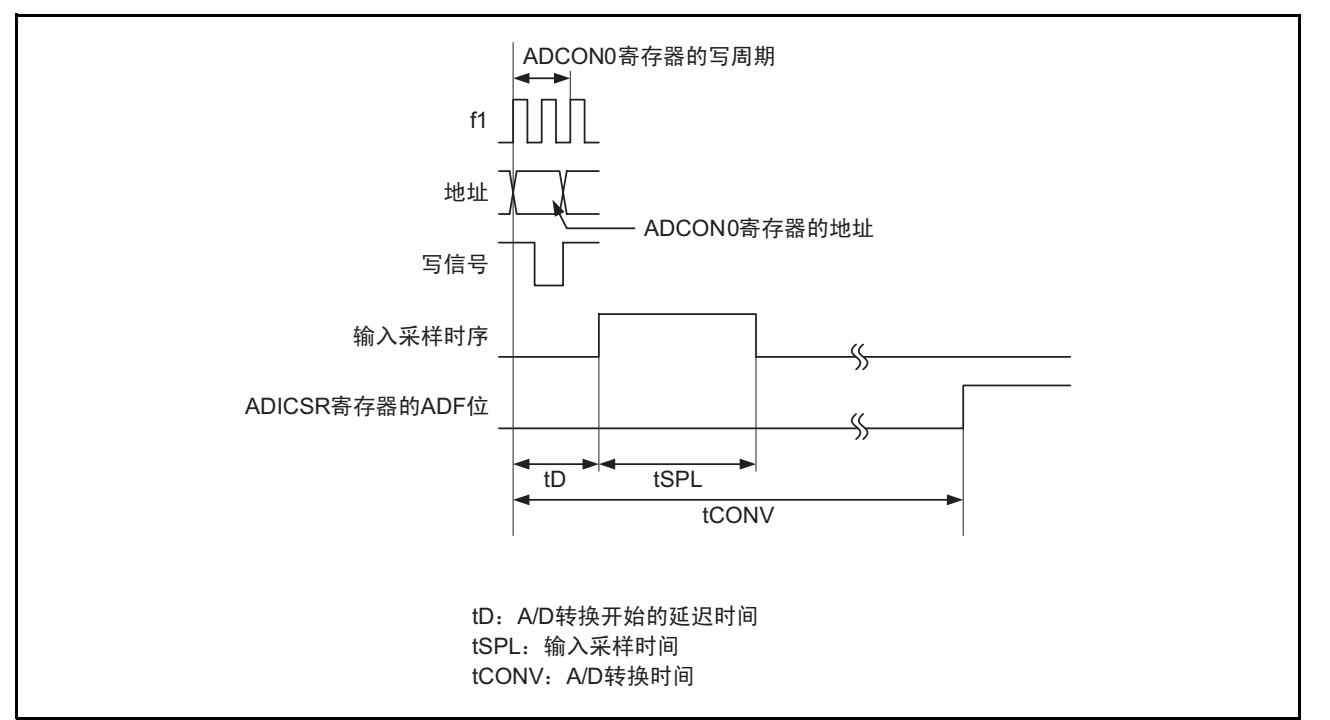 ADCON0寄存器的写周期
f1
地址
ADCON0寄存器的地址
写信号
输入采样时序
ADICSR寄存器的ADF位
tD
tSPL
tCONV
tD：A/D转换开始的延迟时间
tSPL：输入采样时间
tCONV：A/D转换时间